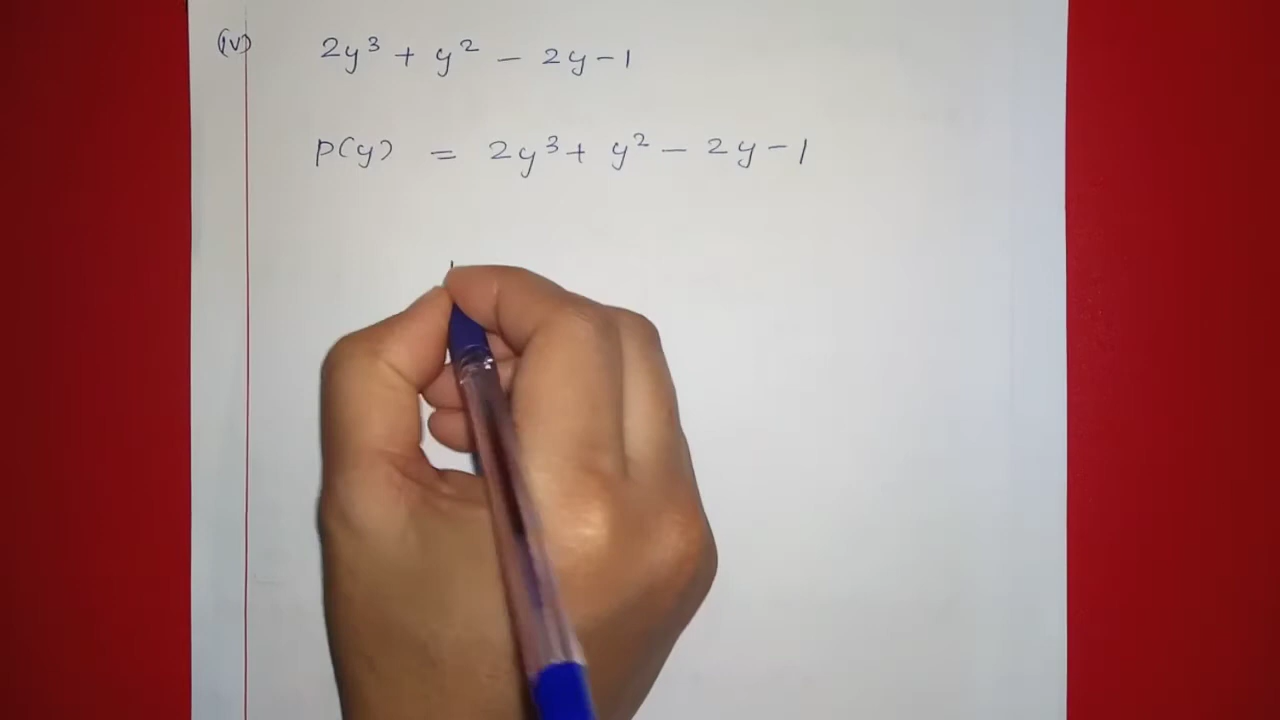 (iv) 2y³ + y² - 2y - 1
p(y) = 2y³ + y² - 2y - 1